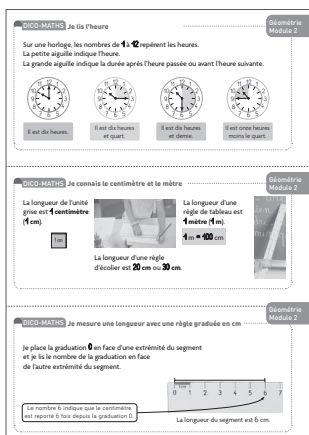 DICO-MATHS Je lis l'heure
Géométrie
Module 2
Sur une horloge, les nombres de 1 à 12 repèrent les heures.
La petite aiguille indique l'heure.
La grande aiguille indique la durée après l'heure passée ou avant l'heure suivante.
Il est dix heures.
Il est dix heures
et quart.
Il est dix heures
et demie.
Il est onze heures
moins le quart.
DICO-MATHS Je connais le centimètre et le mètre
Géométrie
Module 2
La longueur de l'unité
grise est 1 centimètre
(1 cm).
1 cm
La longueur d'une règle
d'écolier est 20 cm ou 30 cm.
La longueur d'une
règle de tableau est
1 mètre (1 m).
1 m = 100 cm
DICO-MATHS Je mesure une longueur avec une règle graduée en cm
Géométrie
Module 2
Je place la graduation 0 en face d'une extrémité du segment
et je lis le nombre de la graduation en face
de l'autre extrémité du segment.
1 cm
0 1 2 3 4 5 6 7
Le nombre 6 indique que le centimètre
est reporté 6 fois depuis la graduation 0.
La longueur du segment est 6 cm.